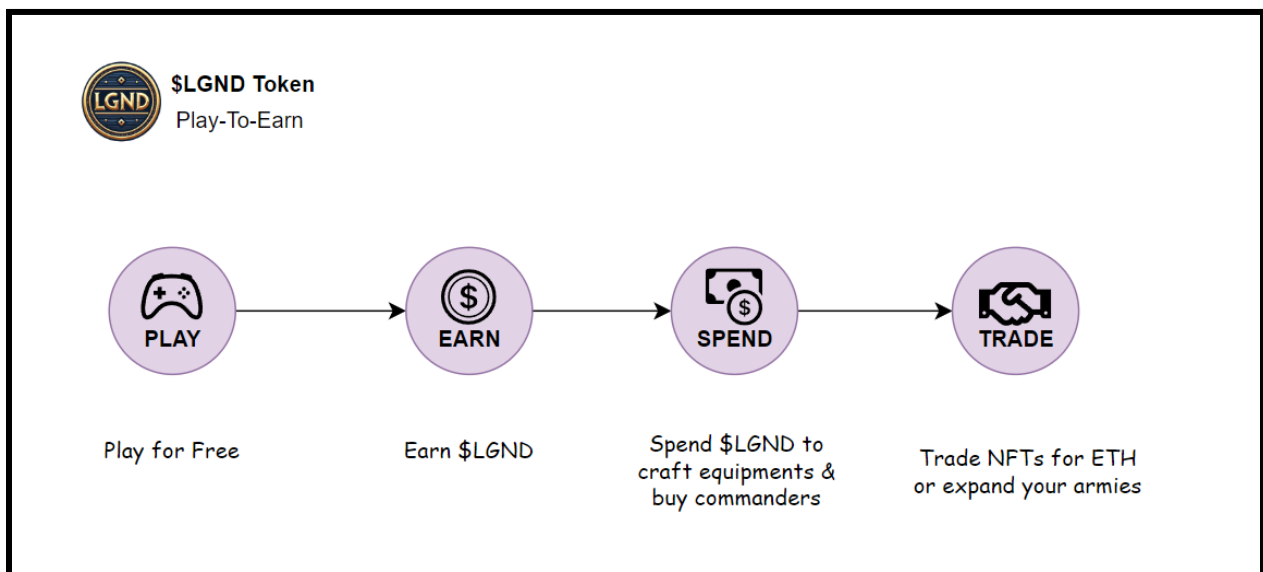 LGND
$LGND Token
Play-To-Earn
PLAY
EARN
SPEND
TRADE
Play for Free
Earn $LGND
Spend $LGND to
craft equipments &
buy commanders
Trade NFTs for ETH
or expand your armies